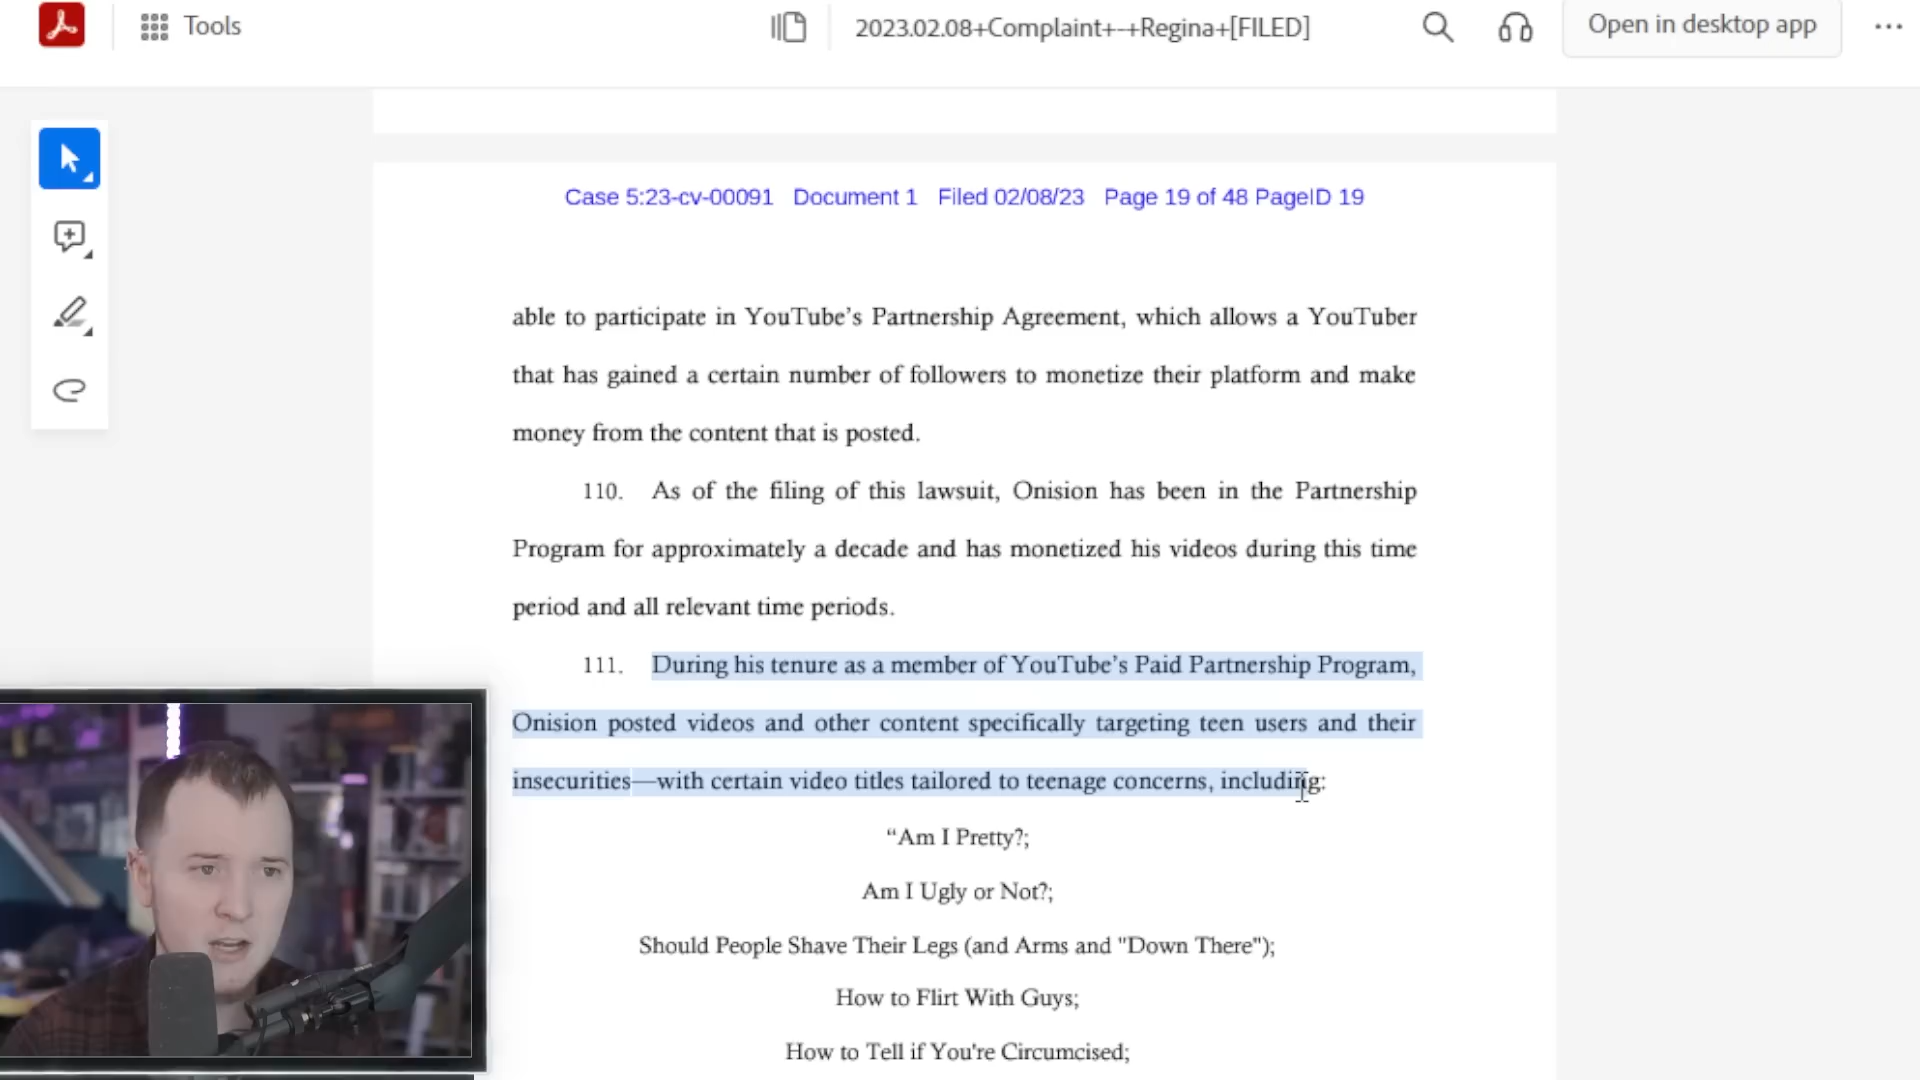 Tools
2023.02.08+Complaint+-+Regina+[FILED]
Open in desktop app
Case 5:23-cv-00091 Document 1 Filed 02/08/23 Page 19 of 48 PageID 19
able to participate in YouTube’s Partnership Agreement, which allows a YouTuber
that has gained a certain number of followers to monetize their platform and make
money from the content that is posted.
110. As of the filing of this lawsuit, Onision has been in the Partnership
Program for approximately a decade and has monetized his videos during this time
period and all relevant time periods.
111. During his tenure as a member of YouTube’s Paid Partnership Program,
Onision posted videos and other content specifically targeting teen users and their
insecurities—with certain video titles tailored to teenage concerns, including:
“Am I Pretty?;
Am I Ugly or Not?;
Should People Shave Their Legs (and Arms and "Down There");
How to Flirt With Guys;
How to Tell if You're Circumcised;